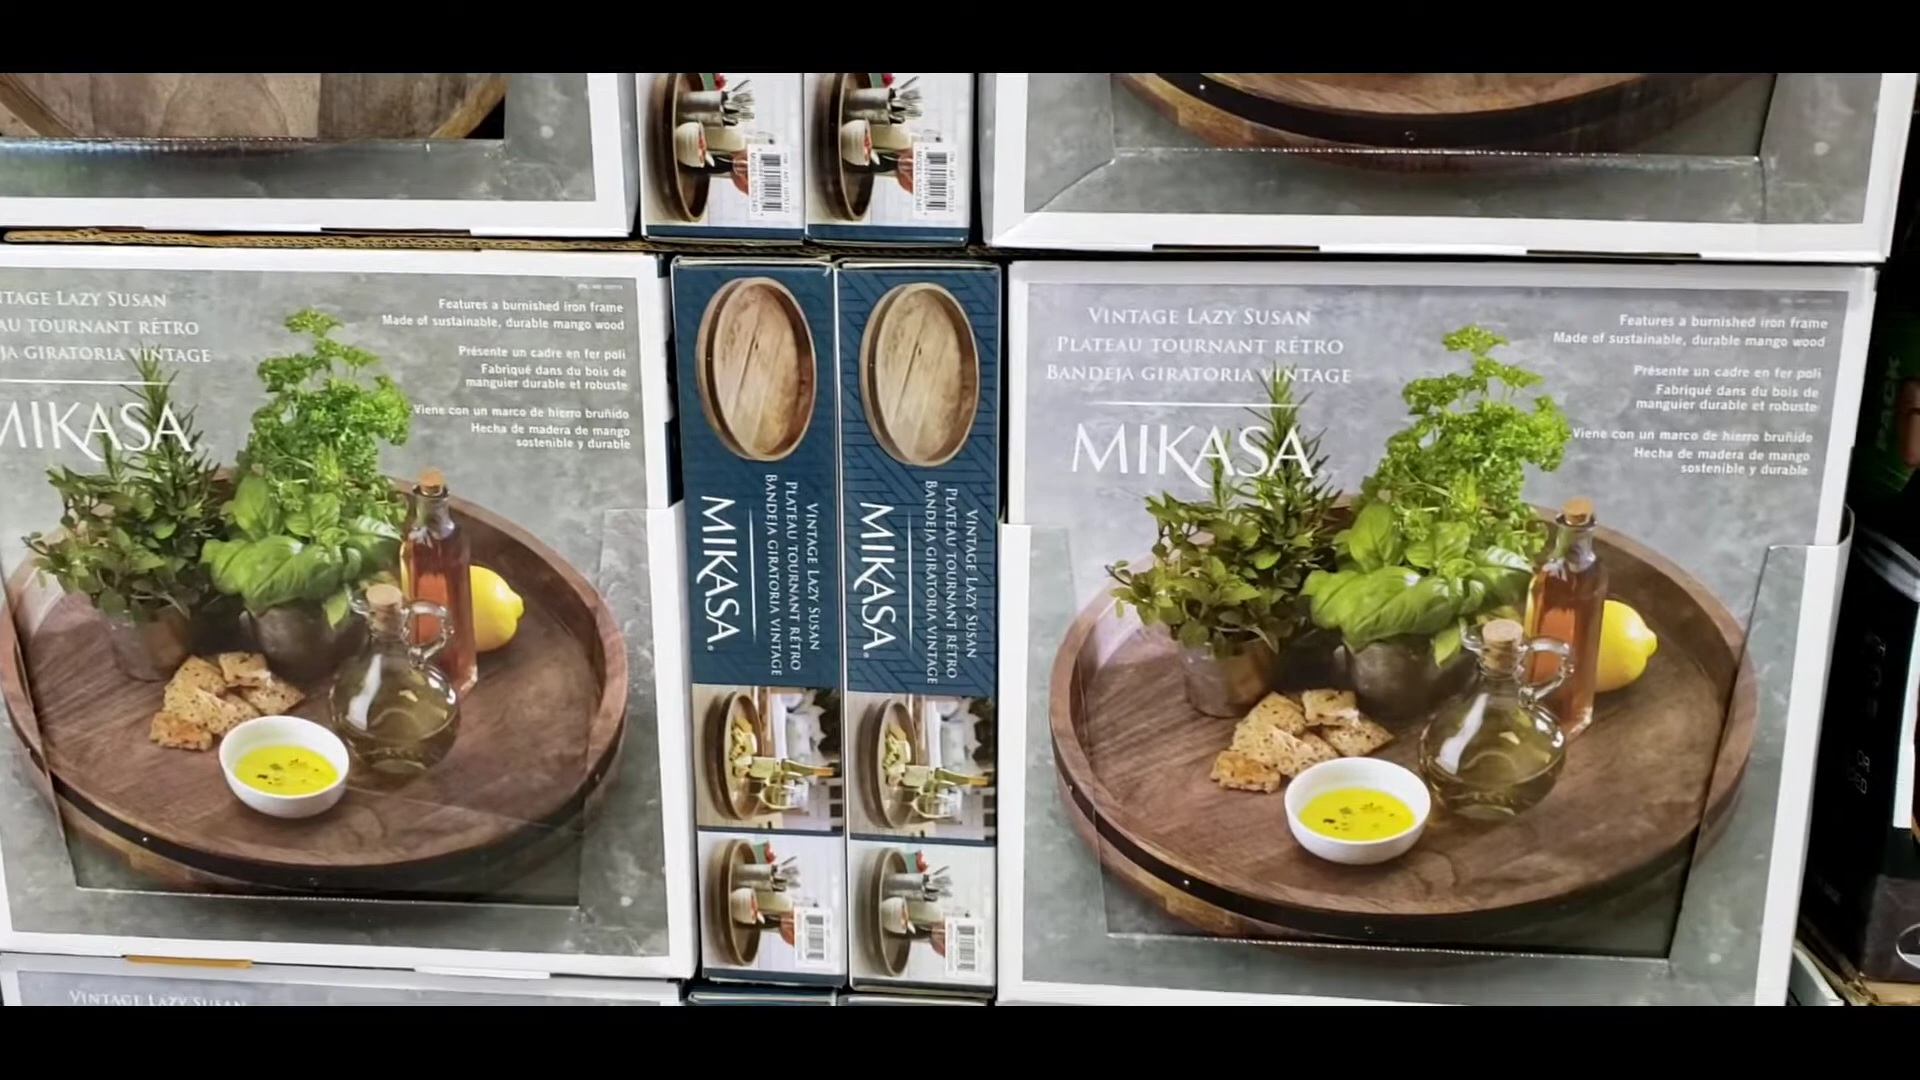 TAGE LAZY SUSAN
AU TOURNANT RÉTRO
JA GIRATORIA VINTAGE
MIKASA
Features a burnished iron frame
Made of sustainable, durable mango wood
Présente un cadre en fer poli
Fabriqué dans du bois de
manguier durable et robuste
Viene con un marco de hierro bruñido
Hecha de madera de mango
sostenible y durable
VINTAGE LAZY SUSAN
PLATEAU TOURNANT RÉTRO
BANDEJA GIRATORIA VINTAGE
MIKASA.
VINTAGE LAZY SUSAN
PLATEAU TOURNANT RÉTRO
BANDEJA GIRATORIA VINTAGE
MIKASA.
VINTAGE LAZY SUSAN
PLATEAU TOURNANT RÉTRO
BANDEJA GIRATORIA VINTAGE
MIKASA
Features a burnished iron frame
Made of sustainable, durable mango wood
Présente un cadre en fer poli
Fabriqué dans du bois de
manguier durable et robuste
Viene con un marco de hierro bruñido
Hecha de madera de mango
sostenible y durable
VINTAGE LAZY SUSAN
PACK